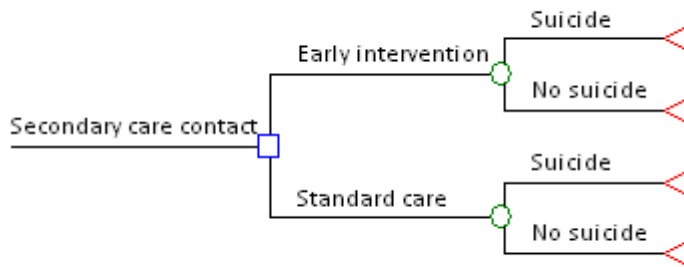 Suicide
Early intervention
No suicide
Secondary care contact
Suicide
Standard care
No suicide